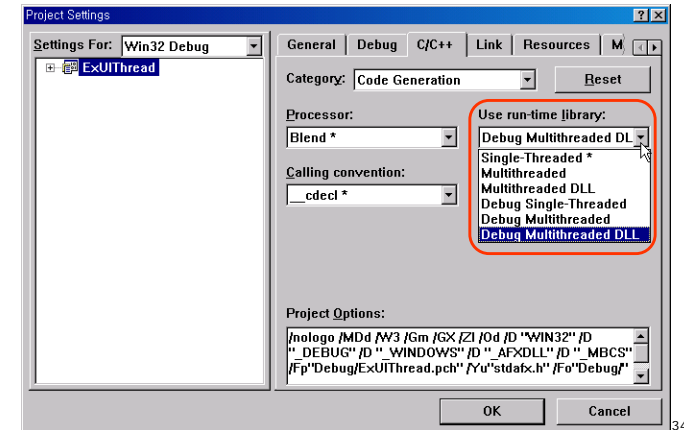 Project Settings
Settings For: Win32 Debug
ExUIThread
General Debug C/C++ Link Resources M
Category: Code Generation Reset
Processor:
Blend *
Use run-time library:
Debug Multithreaded DL
Single-Threaded *
Multithreaded
Multithreaded DLL
Debug Single-Threaded
Debug Multithreaded
Debug Multithreaded DLL
Calling convention:
__cdecl *
Project Options:
/nologo /MDd /W3 /Gm /GX /ZI /Od /D "WIN32" /D
"_DEBUG" /D "_WINDOWS" /D "_AFXDLL" /D "_MBCS"
/Fp"Debug/ExUIThread.pch" /Yu"stdafx.h" /Fo"Debug/"
OK Cancel
34